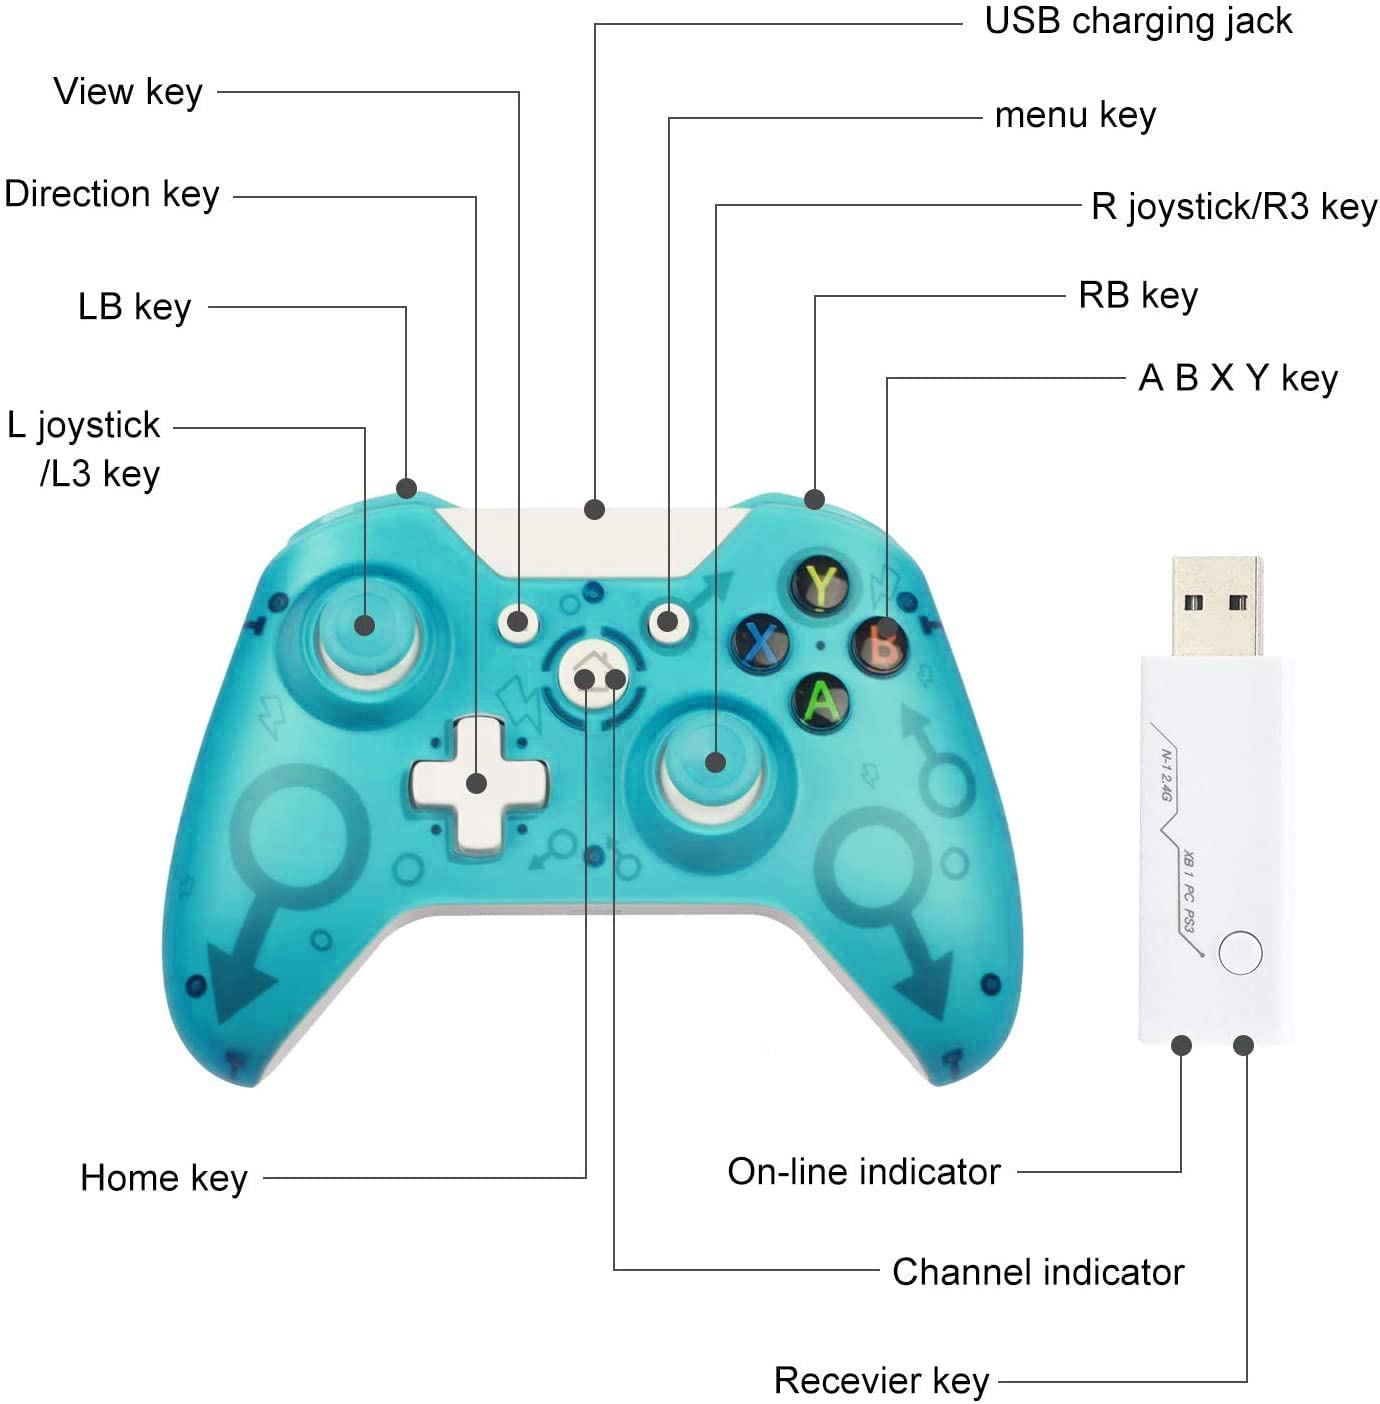 USB charging jack
View key
menu key
Direction key
R joystick/R3 key
LB key
RB key
A B X Y key
L joystick
/L3 key
Y
X
B
A
N-1 2.4G
XB 1 PC PS3
Home key
On-line indicator
Channel indicator
Recevier key